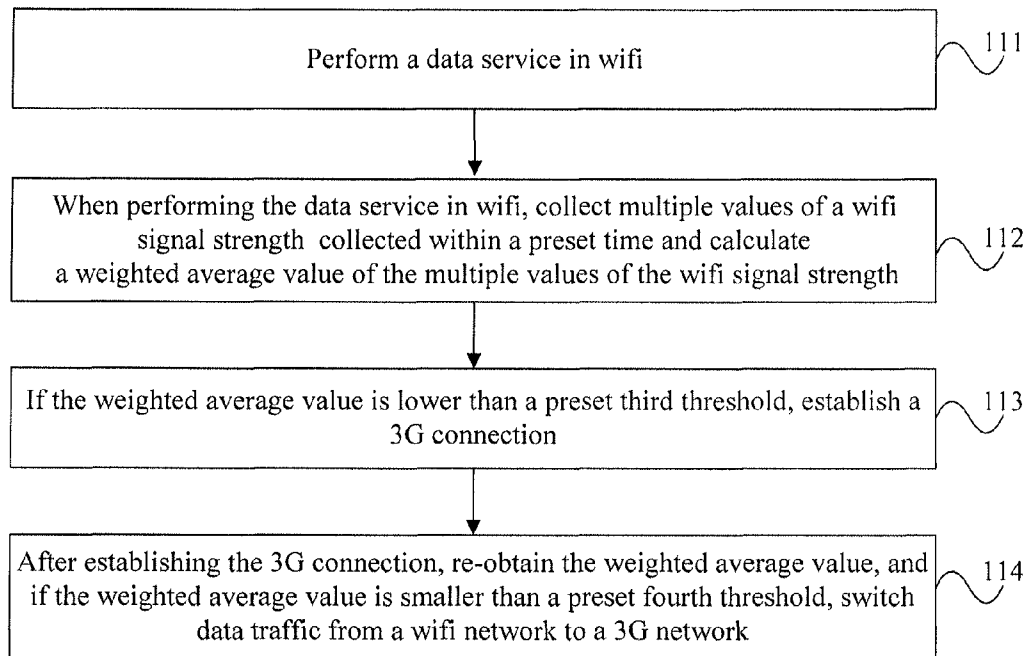 Perform a data service in wifi
111
When performing the data service in wifi, collect multiple values of a wifi
signal strength collected within a preset time and calculate
a weighted average value of the multiple values of the wifi signal strength
112
If the weighted average value is lower than a preset third threshold, establish a
3G connection
113
After establishing the 3G connection, re-obtain the weighted average value, and
if the weighted average value is smaller than a preset fourth threshold, switch
data traffic from a wifi network to a 3G network
114